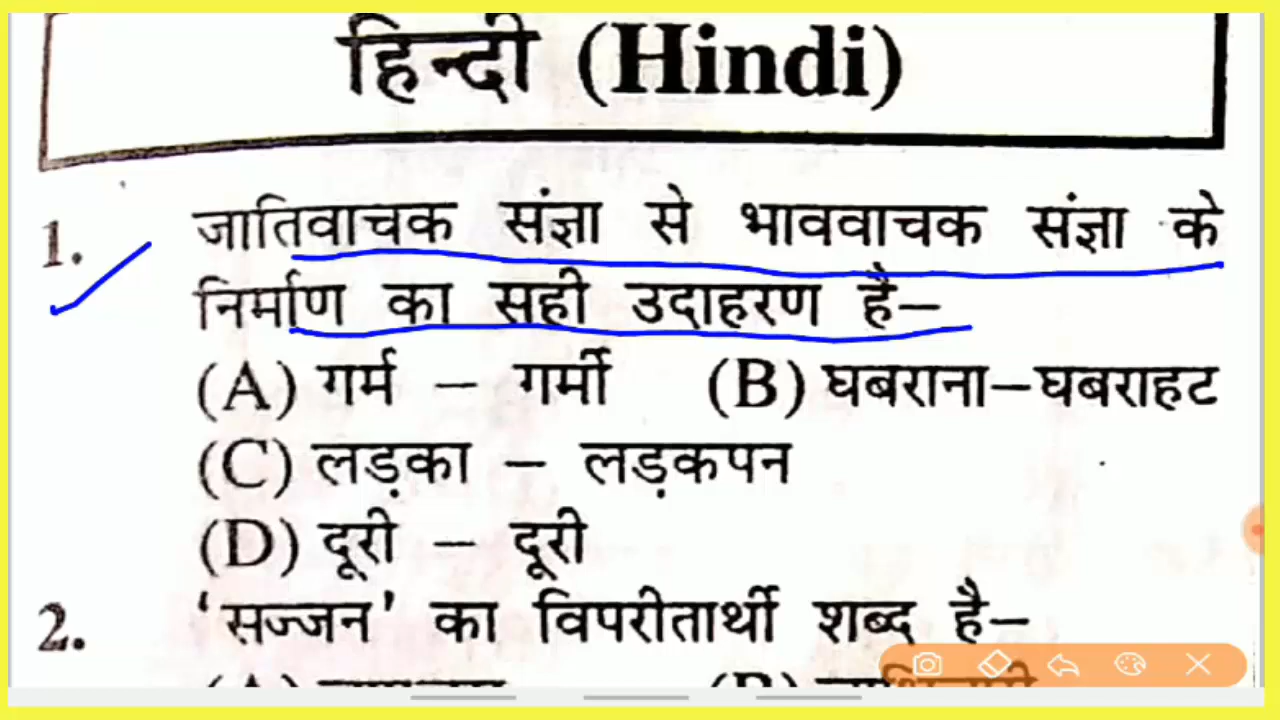 हिन्दी (Hindi)
1. जातिवाचक संज्ञा से भाववाचक संज्ञा के
निर्माण का सही उदाहरण है–
(A) गर्म – गर्मी (B) घबराना–घबराहट
(C) लड़का – लड़कपन
(D) दूरी – दूरी
2. 'सज्जन' का विपरीतार्थी शब्द है–
(A) (B)